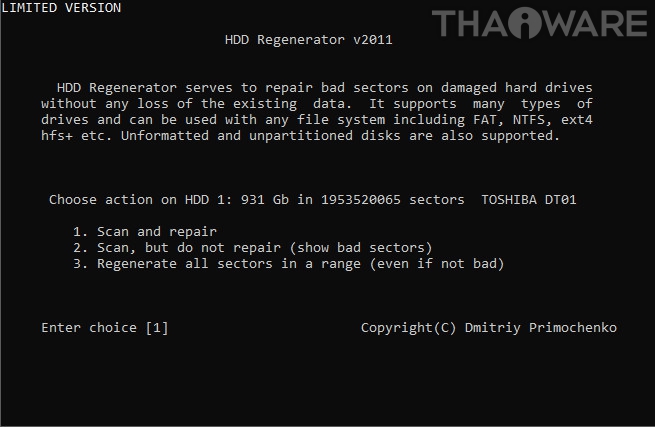 LIMITED VERSION
THAIWARE
HDD Regenerator v2011
HDD Regenerator serves to repair bad sectors on damaged hard drives
without any loss of the existing data. It supports many types of
drives and can be used with any file system including FAT, NTFS, ext4
hfs+ etc. Unformatted and unpartitioned disks are also supported.
Choose action on HDD 1: 931 Gb in 1953520065 sectors TOSHIBA DT01
1. Scan and repair
2. Scan, but do not repair (show bad sectors)
3. Regenerate all sectors in a range (even if not bad)
Enter choice [1]
Copyright(C) Dmitriy Primochenko